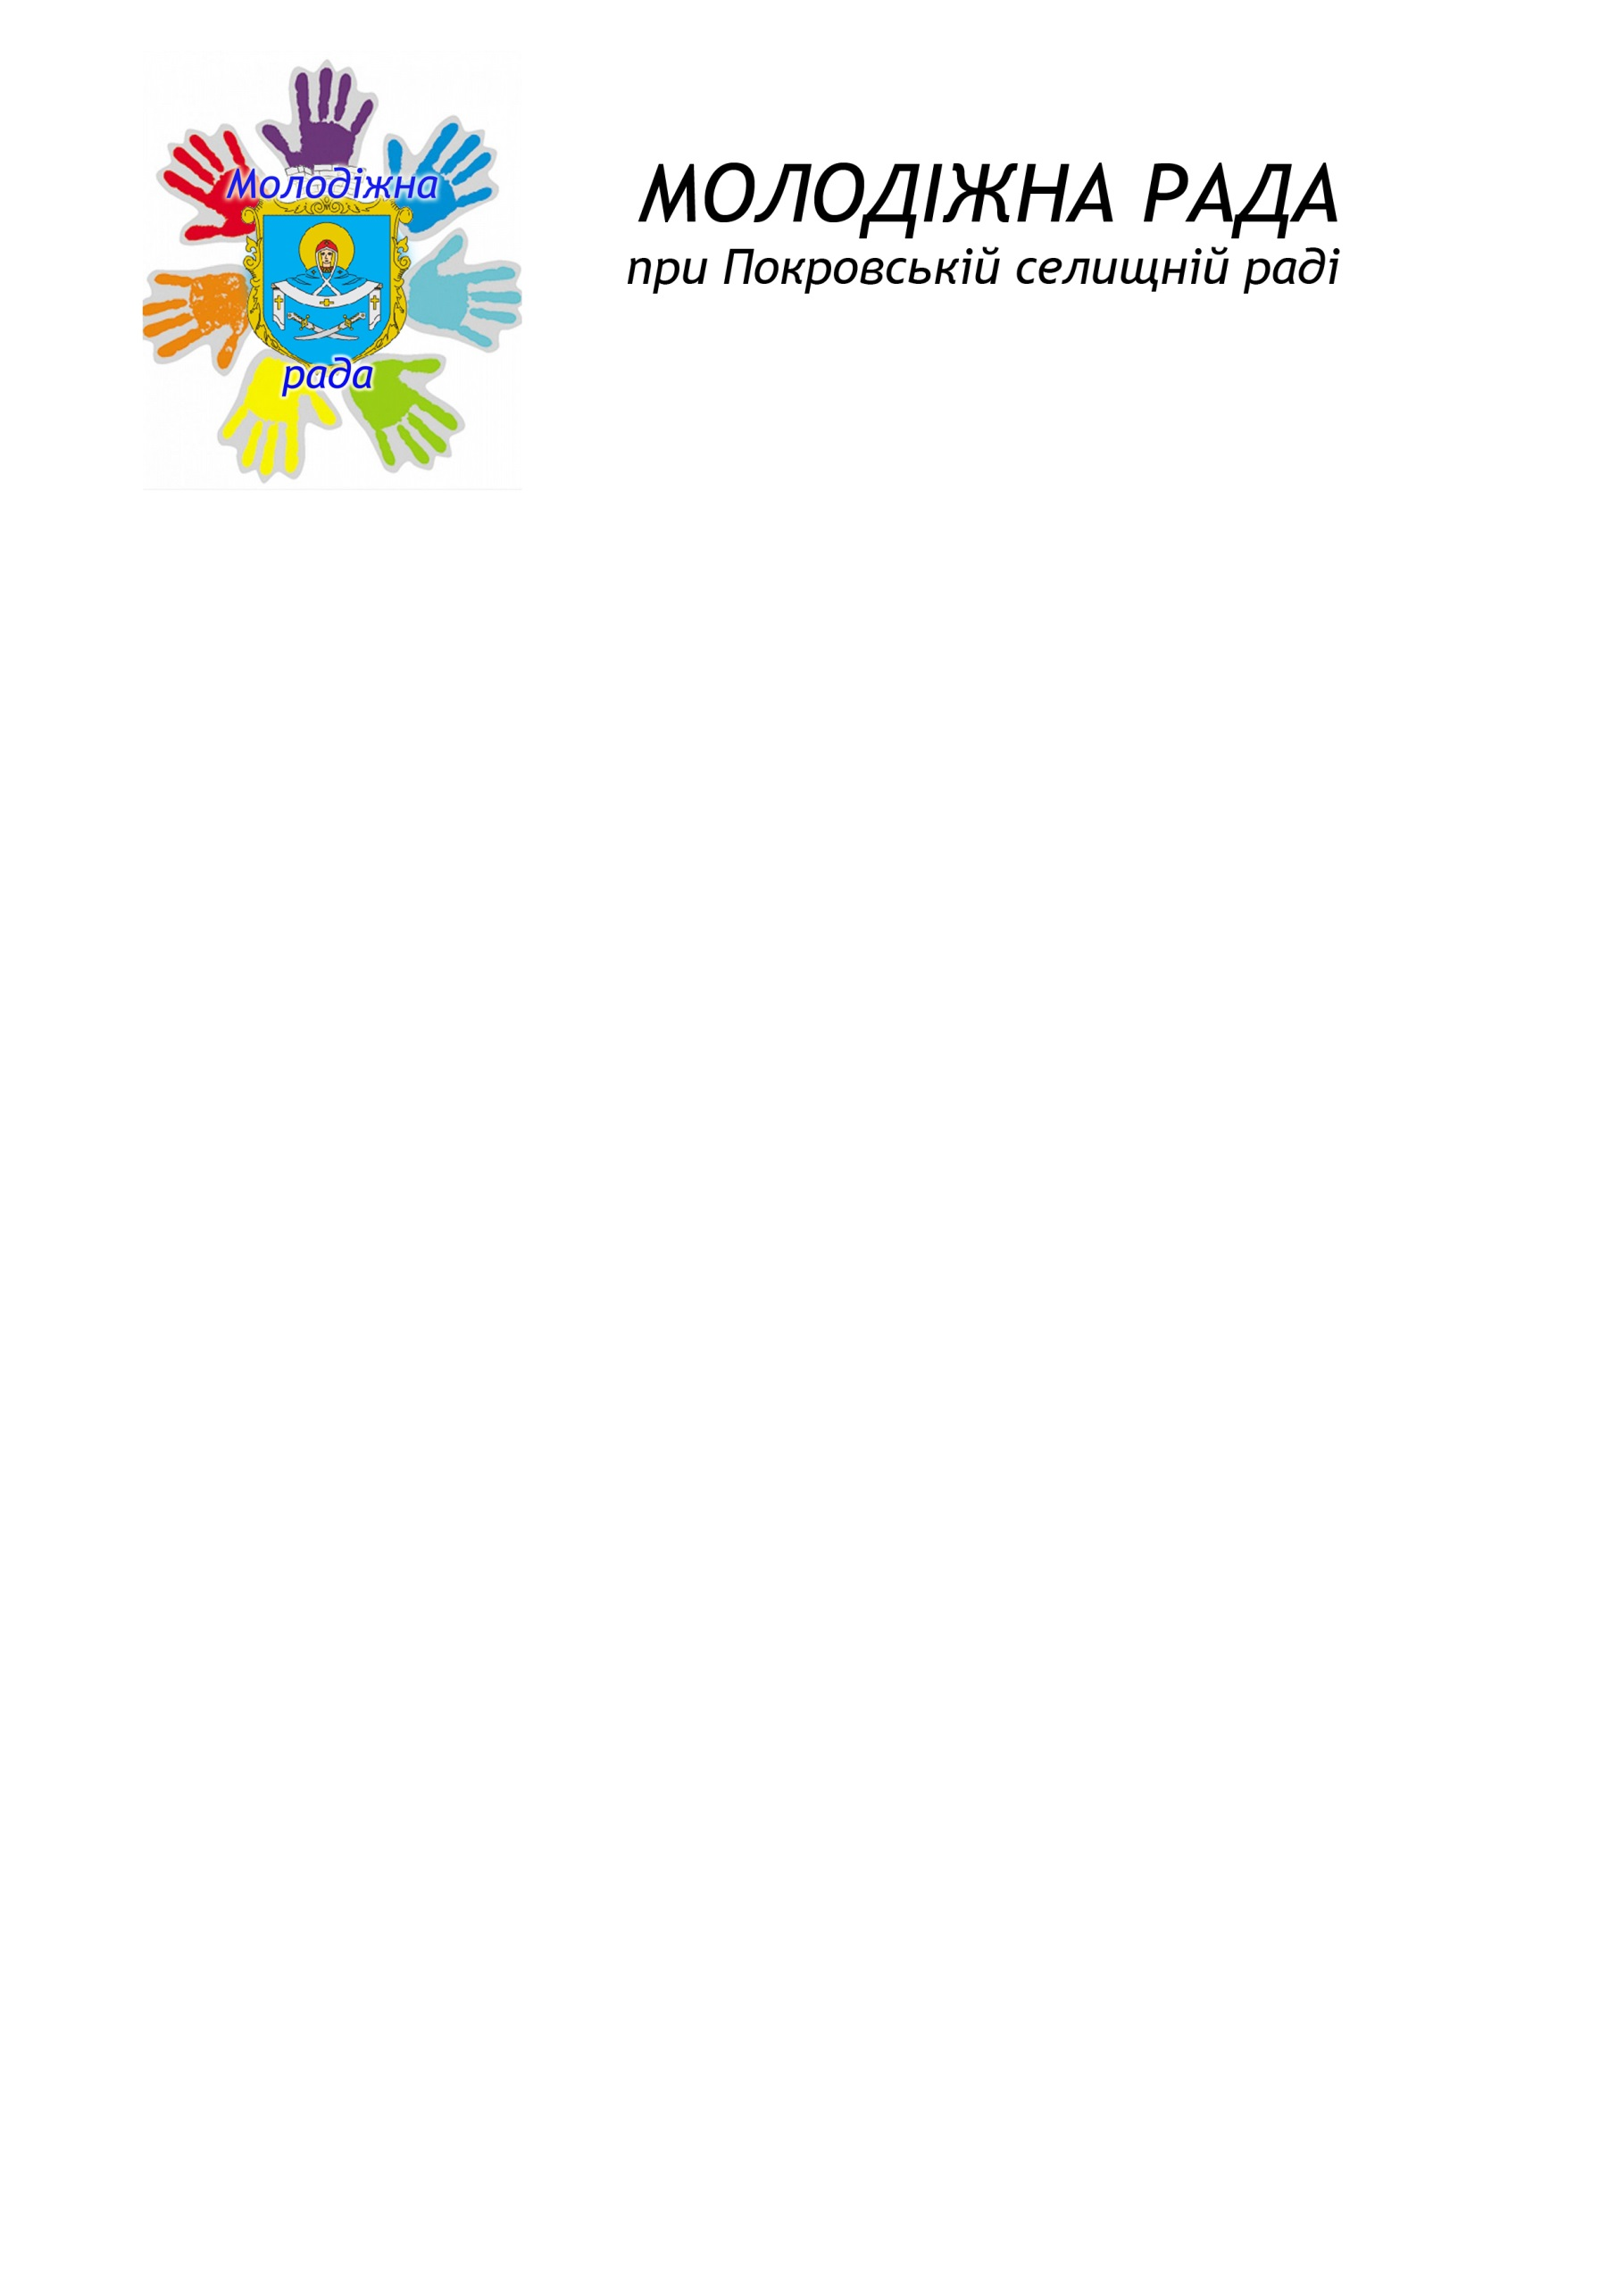 Молодіжна
рада
МОЛОДІЖНА РАДА
при Покровській селищній раді